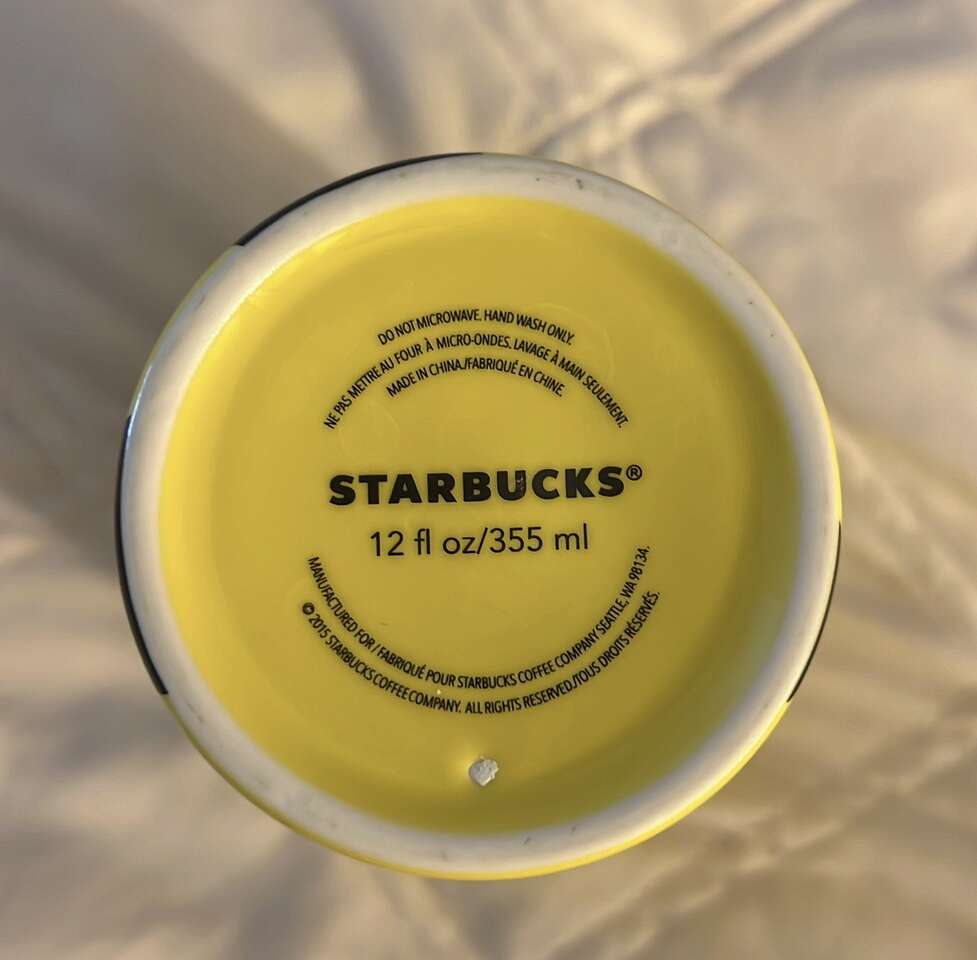 DO NOT MICROWAVE. HAND WASH ONLY.
NE PAS METTRE AU FOUR À MICRO-ONDES. LAVAGE À MAIN SEULEMENT.
MADE IN CHINA./FABRIQUÉ EN CHINE.
STARBUCKS®
12 fl oz/355 ml
MANUFACTURED FOR / FABRIQUÉ POUR STARBUCKS COFFEE COMPANY SEATTLE, WA 98134.
© 2015 STARBUCKS COFFEE COMPANY. ALL RIGHTS RESERVED./TOUS DROITS RÉSERVÉS.